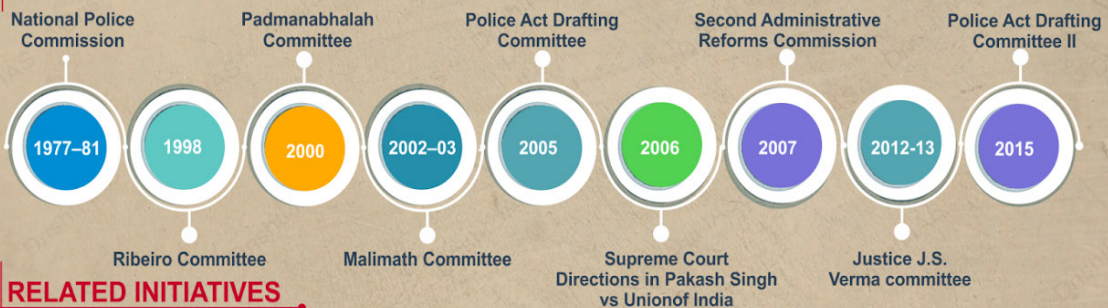 National Police
Commission
Padmanabhalah
Committee
Police Act Drafting
Committee
Second Administrative
Reforms Commission
Police Act Drafting
Committee II
1977–81
1998
2000
2002–03
2005
2006
2007
2012-13
2015
Ribeiro Committee
Malimath Committee
Supreme Court
Directions in Pakash Singh
vs Unionof India
Justice J.S.
Verma committee
RELATED INITIATIVES